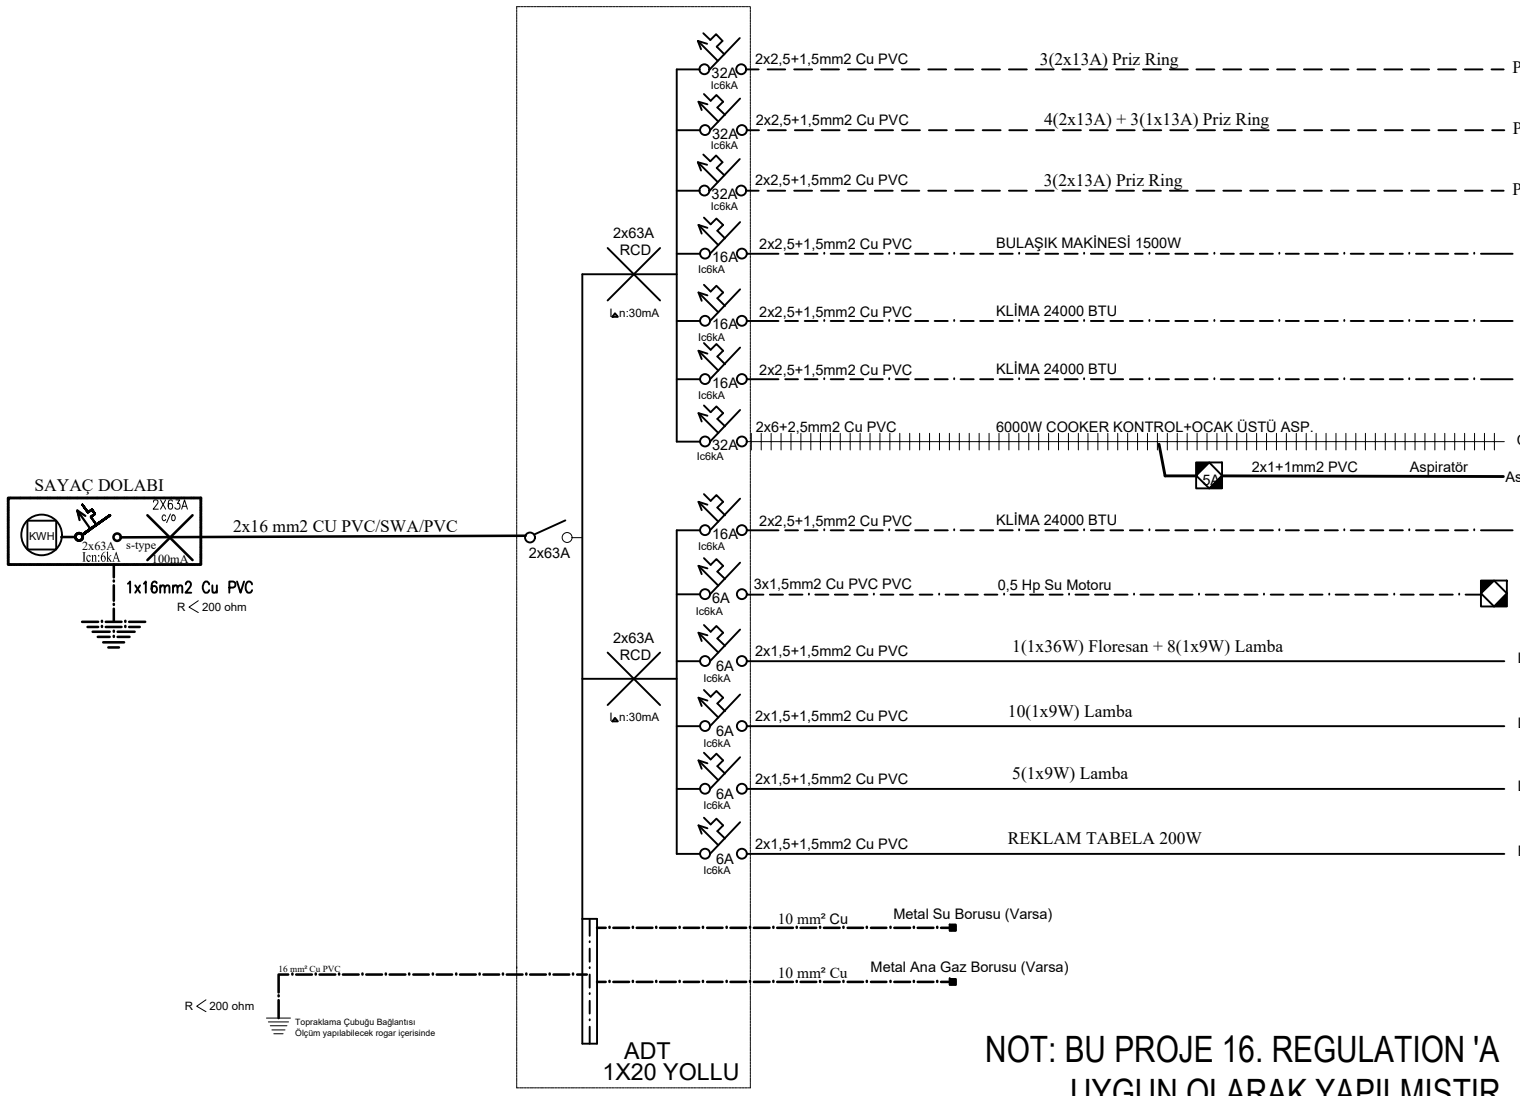 32A
Ic6kA
2x2,5+1,5mm2 Cu PVC
3(2x13A) Priz Ring
P
32A
Ic6kA
2x2,5+1,5mm2 Cu PVC
4(2x13A) + 3(1x13A) Priz Ring
P
32A
Ic6kA
2x2,5+1,5mm2 Cu PVC
3(2x13A) Priz Ring
P
2x63A
RCD
In:30mA
16A
Ic6kA
2x2,5+1,5mm2 Cu PVC
BULAŞIK MAKİNESİ 1500W
16A
Ic6kA
2x2,5+1,5mm2 Cu PVC
KLİMA 24000 BTU
16A
Ic6kA
2x2,5+1,5mm2 Cu PVC
KLİMA 24000 BTU
32A
Ic6kA
2x6+2,5mm2 Cu PVC
6000W COOKER KONTROL+OCAK ÜSTÜ ASP.
5A
2x1+1mm2 PVC
Aspiratör
As
SAYAÇ DOLABI
KWH
2x63A
Icn:6kA
s-type
2X63A
c/o
100mA
2x16 mm2 CU PVC/SWA/PVC
1x16mm2 Cu PVC
R < 200 ohm
2x63A
16A
Ic6kA
2x2,5+1,5mm2 Cu PVC
KLİMA 24000 BTU
6A
Ic6kA
3x1,5mm2 Cu PVC PVC
0,5 Hp Su Motoru
2x63A
RCD
In:30mA
6A
Ic6kA
2x1,5+1,5mm2 Cu PVC
1(1x36W) Floresan + 8(1x9W) Lamba
6A
Ic6kA
2x1,5+1,5mm2 Cu PVC
10(1x9W) Lamba
6A
Ic6kA
2x1,5+1,5mm2 Cu PVC
5(1x9W) Lamba
6A
Ic6kA
2x1,5+1,5mm2 Cu PVC
REKLAM TABELA 200W
10 mm² Cu
Metal Su Borusu (Varsa)
10 mm² Cu
Metal Ana Gaz Borusu (Varsa)
16 mm² Cu PVC
R < 200 ohm
Topraklama Çubuğu Bağlantısı
Ölçüm yapılabilecek rogar içerisinde
ADT
1X20 YOLLU
NOT: BU PROJE 16. REGULATION 'A
UYGUN OLARAK YAPILMIŞTIR